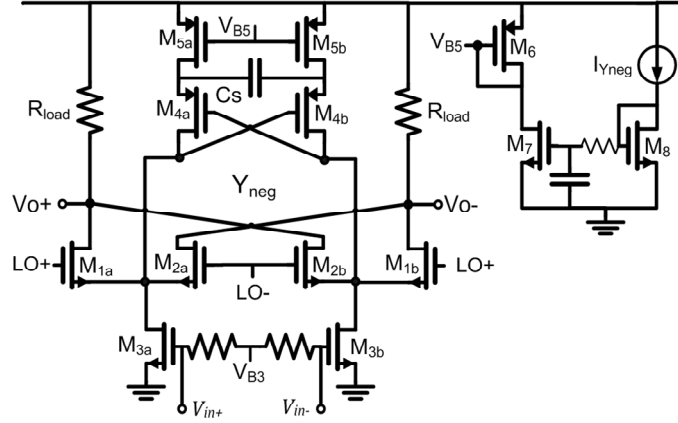 M5a
VB5
M5b
VB5
M6
IYneg
Cs
Rload
M4a
M4b
Rload
M7
M8
Yneg
Vo+
Vo-
LO+
M1a
M2a
M2b
M1b
LO+
LO-
M3a
M3b
VB3
Vin+
Vin-